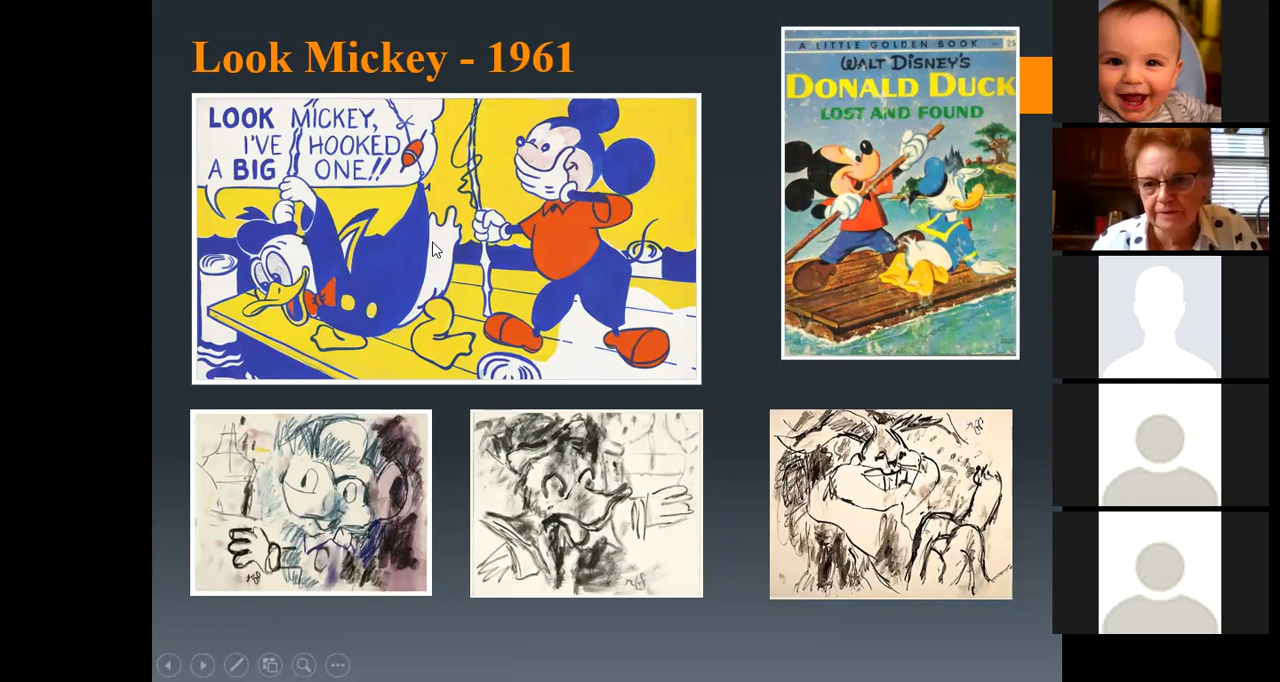 Look Mickey - 1961
LOOK MICKEY,
I'VE HOOKED
A BIG ONE!!
A LITTLE GOLDEN BOOK
WALT DISNEY'S
DONALD DUCK
LOST AND FOUND